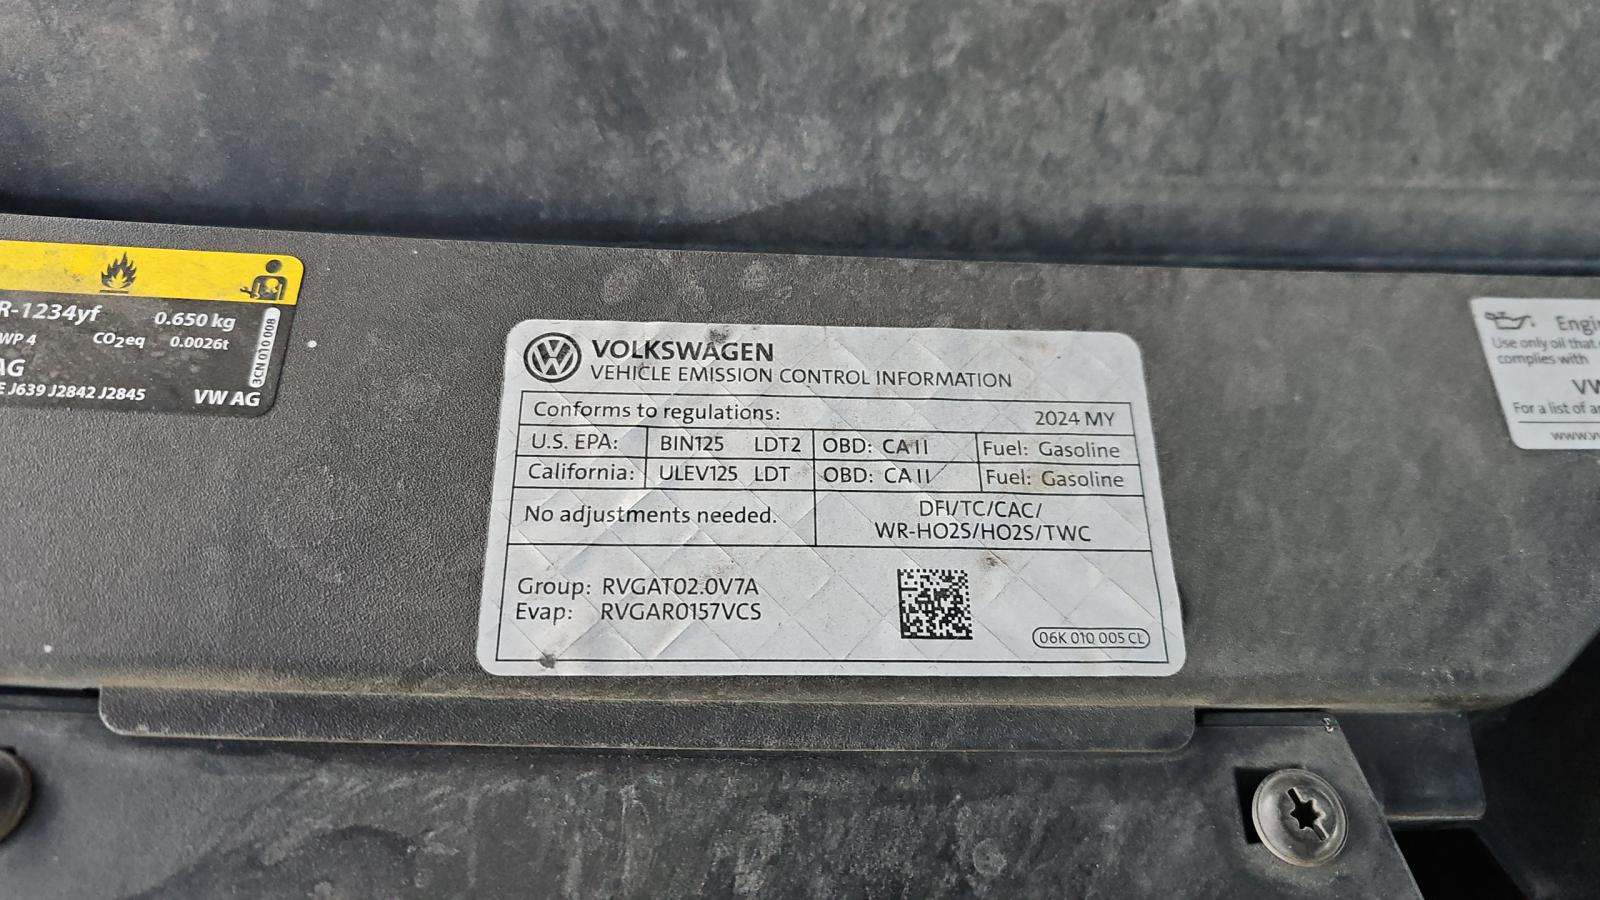 R-1234yf 0.650 kg
WP 4 CO2eq 0.0026t
AG
E J639 J2842 J2845 VW AG
3CN 010 008
VOLKSWAGEN
VEHICLE EMISSION CONTROL INFORMATION
Conforms to regulations: 2024 MY
U.S. EPA: BIN125 LDT2 OBD: CA II Fuel: Gasoline
California: ULEV125 LDT OBD: CA II Fuel: Gasoline
No adjustments needed. DFI/TC/CAC/
WR-HO2S/HO2S/TWC
Group: RVGAT02.0V7A
Evap: RVGAR0157VCS
06K 010 005 CL
Engin
Use only oil that
complies with
VW
For a list of
www.v